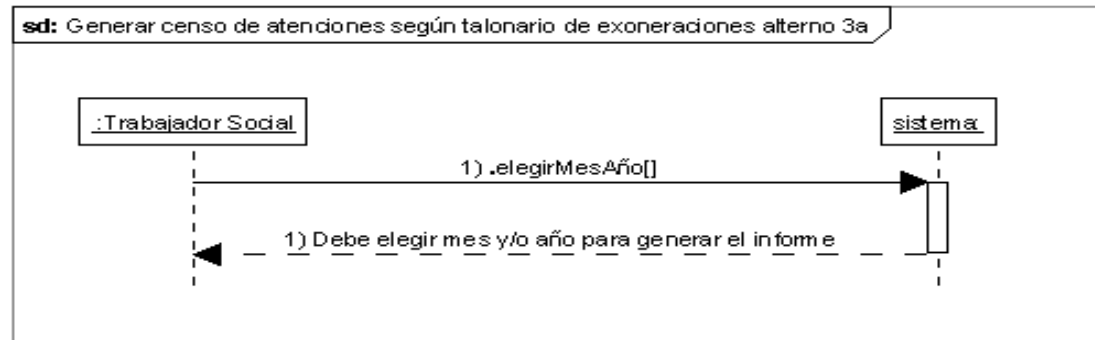 sd: Generar censo de atenciones según talonario de exoneraciones alterno 3a
:Trabajador Social
sistema:
1) .elegirMesAño[]
1) Debe elegir mes y/o año para generar el informe